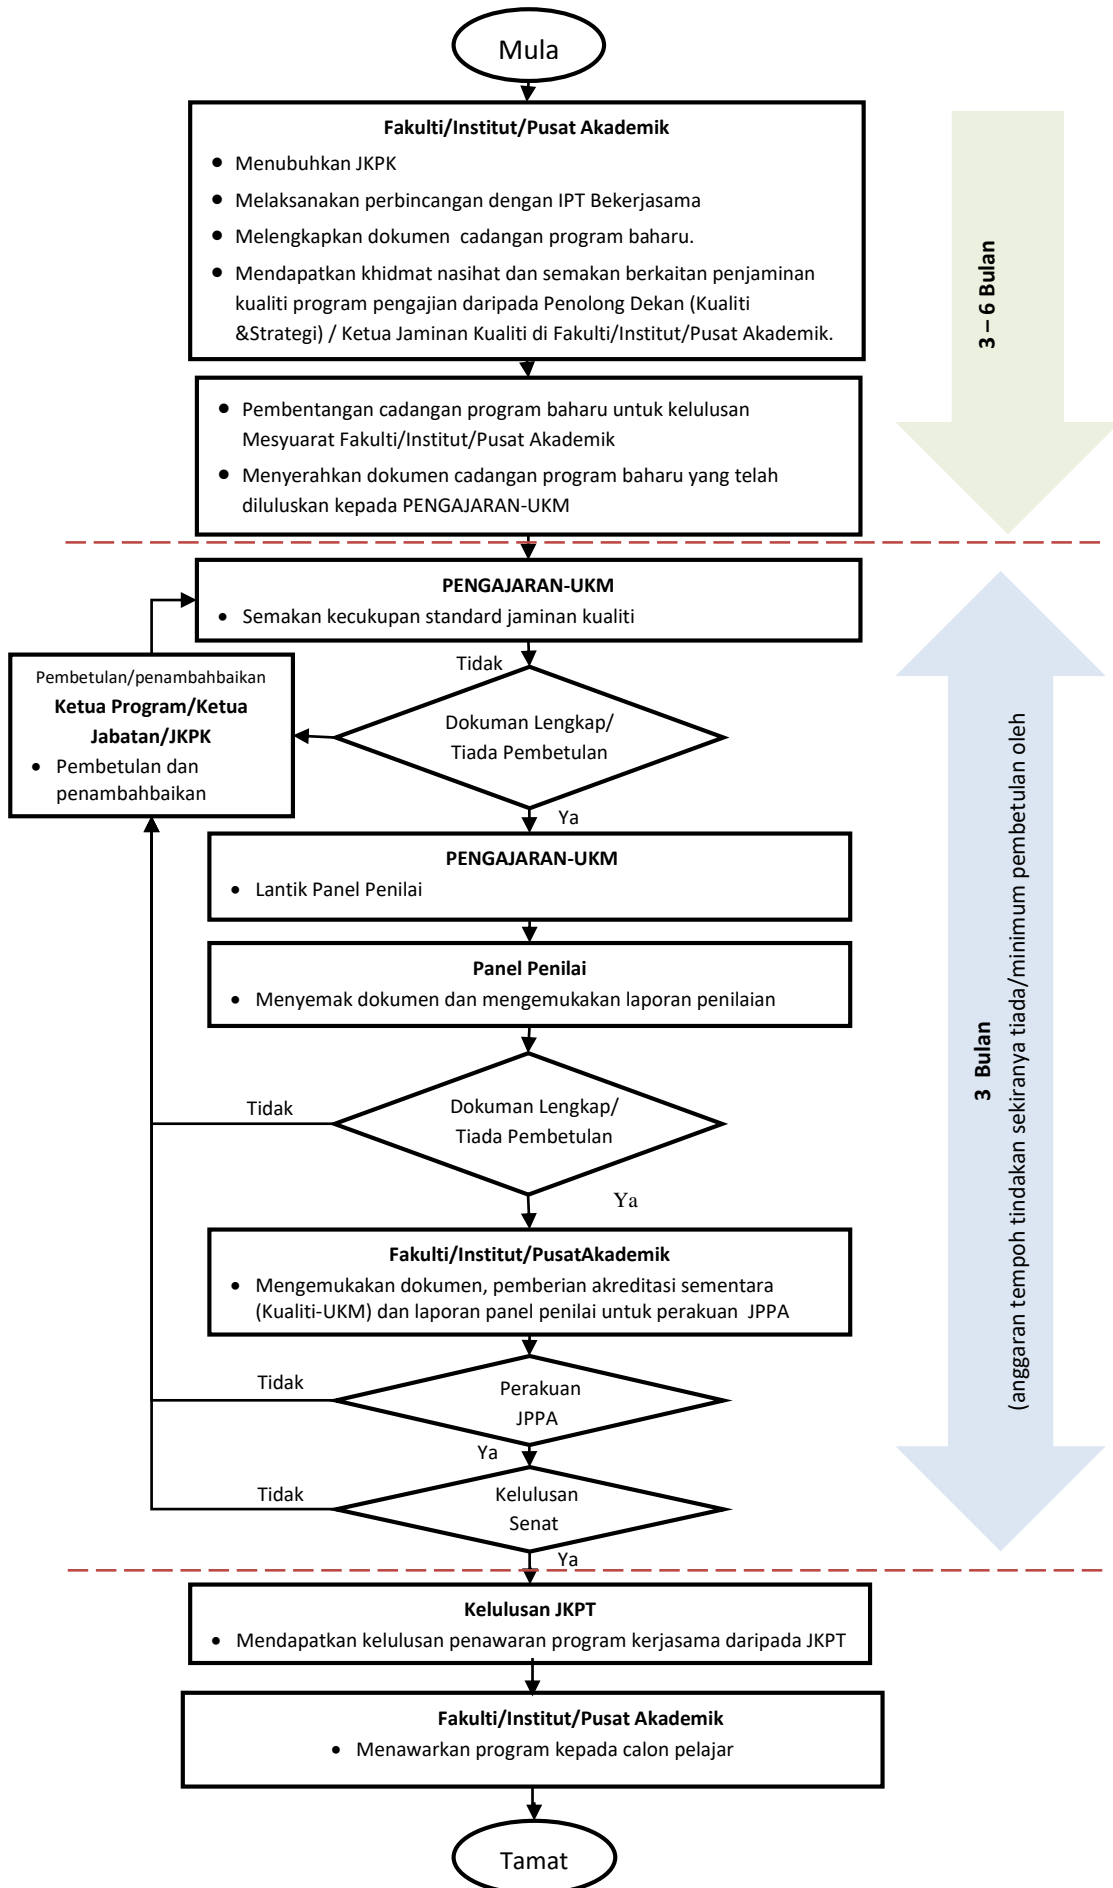 Mula
Fakulti/Institut/Pusat Akademik
• Menubuhkan JKPK
• Melaksanakan perbincangan dengan IPT Bekerjasama
• Melengkapkan dokumen cadangan program baharu.
• Mendapatkan khidmat nasihat dan semakan berkaitan penjaminan
kualiti program pengajian daripada Penolong Dekan (Kualiti
&Strategi) / Ketua Jaminan Kualiti di Fakulti/Institut/Pusat Akademik.
3 – 6 Bulan
• Pembentangan cadangan program baharu untuk kelulusan
Mesyuarat Fakulti/Institut/Pusat Akademik
• Menyerahkan dokumen cadangan program baharu yang telah
diluluskan kepada PENGAJARAN-UKM
PENGAJARAN-UKM
• Semakan kecukupan standard jaminan kualiti
Tidak
Dokuman Lengkap/
Tiada Pembetulan
Pembetulan/penambahbaikan
Ketua Program/Ketua
Jabatan/JKPK
• Pembetulan dan
penambahbaikan
Ya
PENGAJARAN-UKM
• Lantik Panel Penilai
Panel Penilai
• Menyemak dokumen dan mengemukakan laporan penilaian
3 Bulan
(anggaran tempoh tindakan sekiranya tiada/minimum pembetulan oleh
Tidak
Dokuman Lengkap/
Tiada Pembetulan
Ya
Fakulti/Institut/PusatAkademik
• Mengemukakan dokumen, pemberian akreditasi sementara
(Kualiti-UKM) dan laporan panel penilai untuk perakuan JPPA
Tidak
Perakuan
JPPA
Ya
Tidak
Kelulusan
Senat
Ya
Kelulusan JKPT
• Mendapatkan kelulusan penawaran program kerjasama daripada JKPT
Fakulti/Institut/Pusat Akademik
• Menawarkan program kepada calon pelajar
Tamat